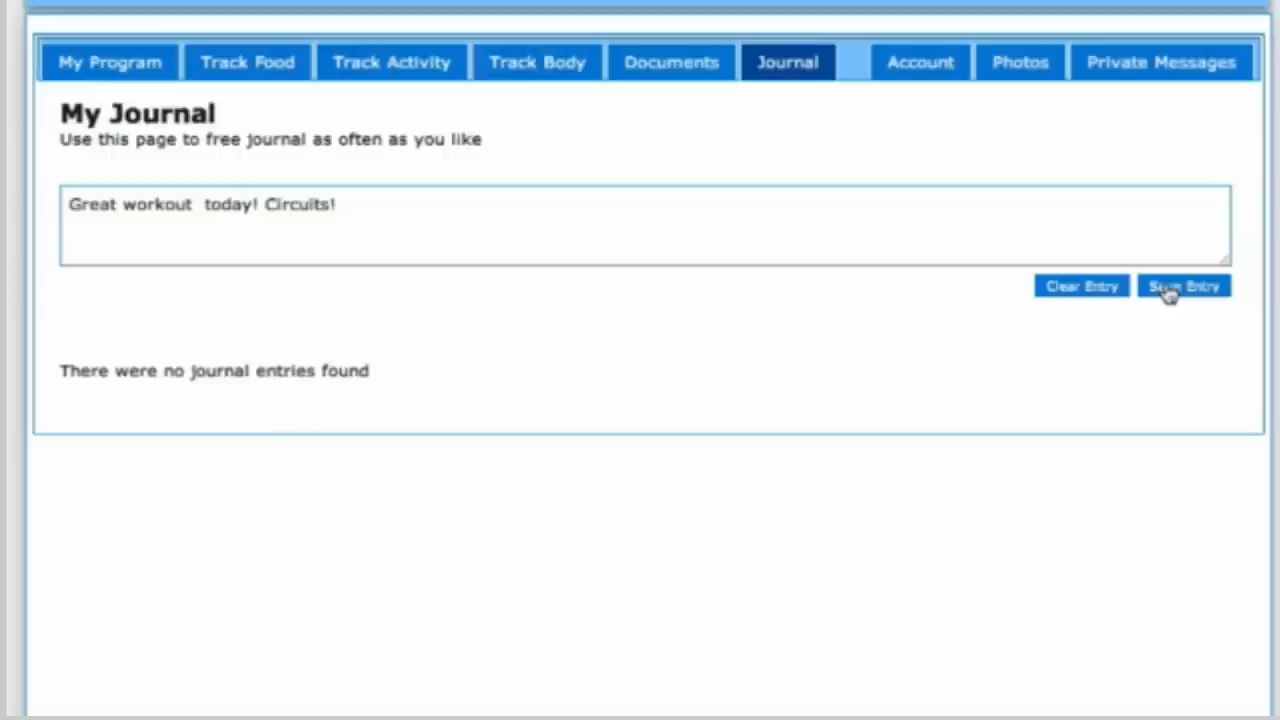 My Program Track Food Track Activity Track Body Documents Journal Account Photos Private Messages
My Journal
Use this page to free journal as often as you like
Great workout  today! Circuits!
Clear Entry Save Entry
There were no journal entries found